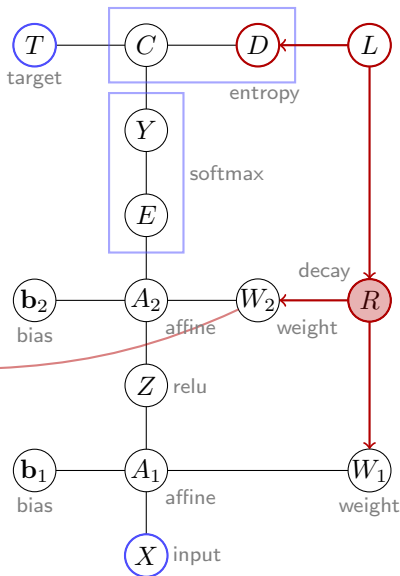 T C D L
target
entropy
Y
softmax
E
decay
b₂ A₂ W₂ R
bias affine weight
Z relu
b₁ A₁ W₁
bias affine weight
X input